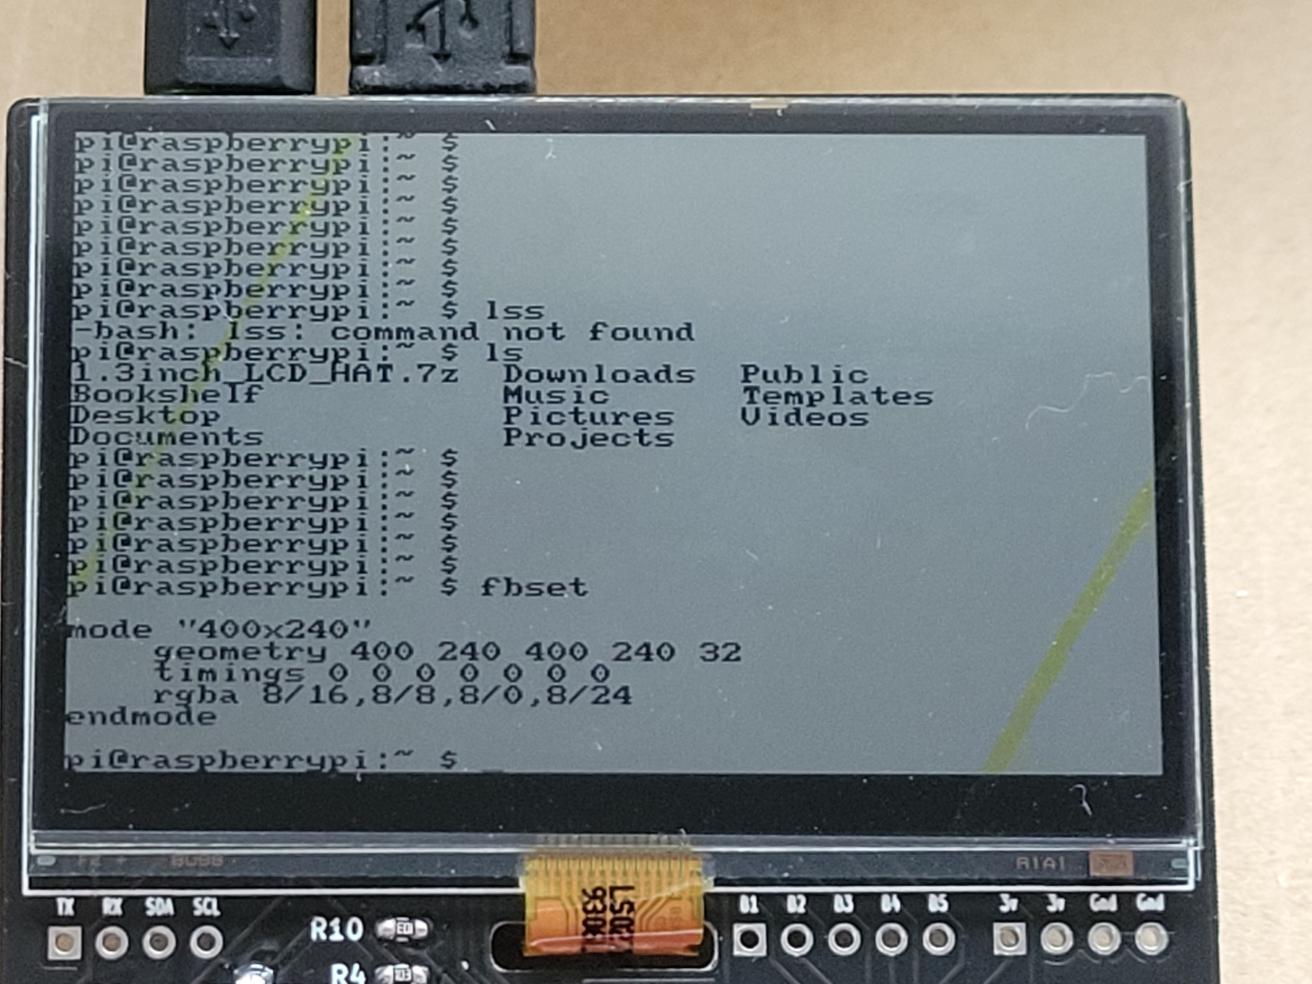 pi@raspberrypi:~ $
pi@raspberrypi:~ $
pi@raspberrypi:~ $
pi@raspberrypi:~ $
pi@raspberrypi:~ $
pi@raspberrypi:~ $
pi@raspberrypi:~ $
pi@raspberrypi:~ $
pi@raspberrypi:~ $ lss
-bash: lss: command not found
pi@raspberrypi:~ $ ls
1.3inch_LCD_HAT.7z Downloads Public
Bookshelf Music Templates
Desktop Pictures Videos
Documents Projects
pi@raspberrypi:~ $
pi@raspberrypi:~ $
pi@raspberrypi:~ $
pi@raspberrypi:~ $
pi@raspberrypi:~ $
pi@raspberrypi:~ $
pi@raspberrypi:~ $ fbset
mode "400x240"
geometry 400 240 400 240 32
timings 0 0 0 0 0 0 0
rgba 8/16,8/8,8/0,8/24
endmode
pi@raspberrypi:~ $ _
R1A1
TX RX SDA SCL
B1 B2 B3 B4 B5
3v 3v Gnd Gnd
R10
R4